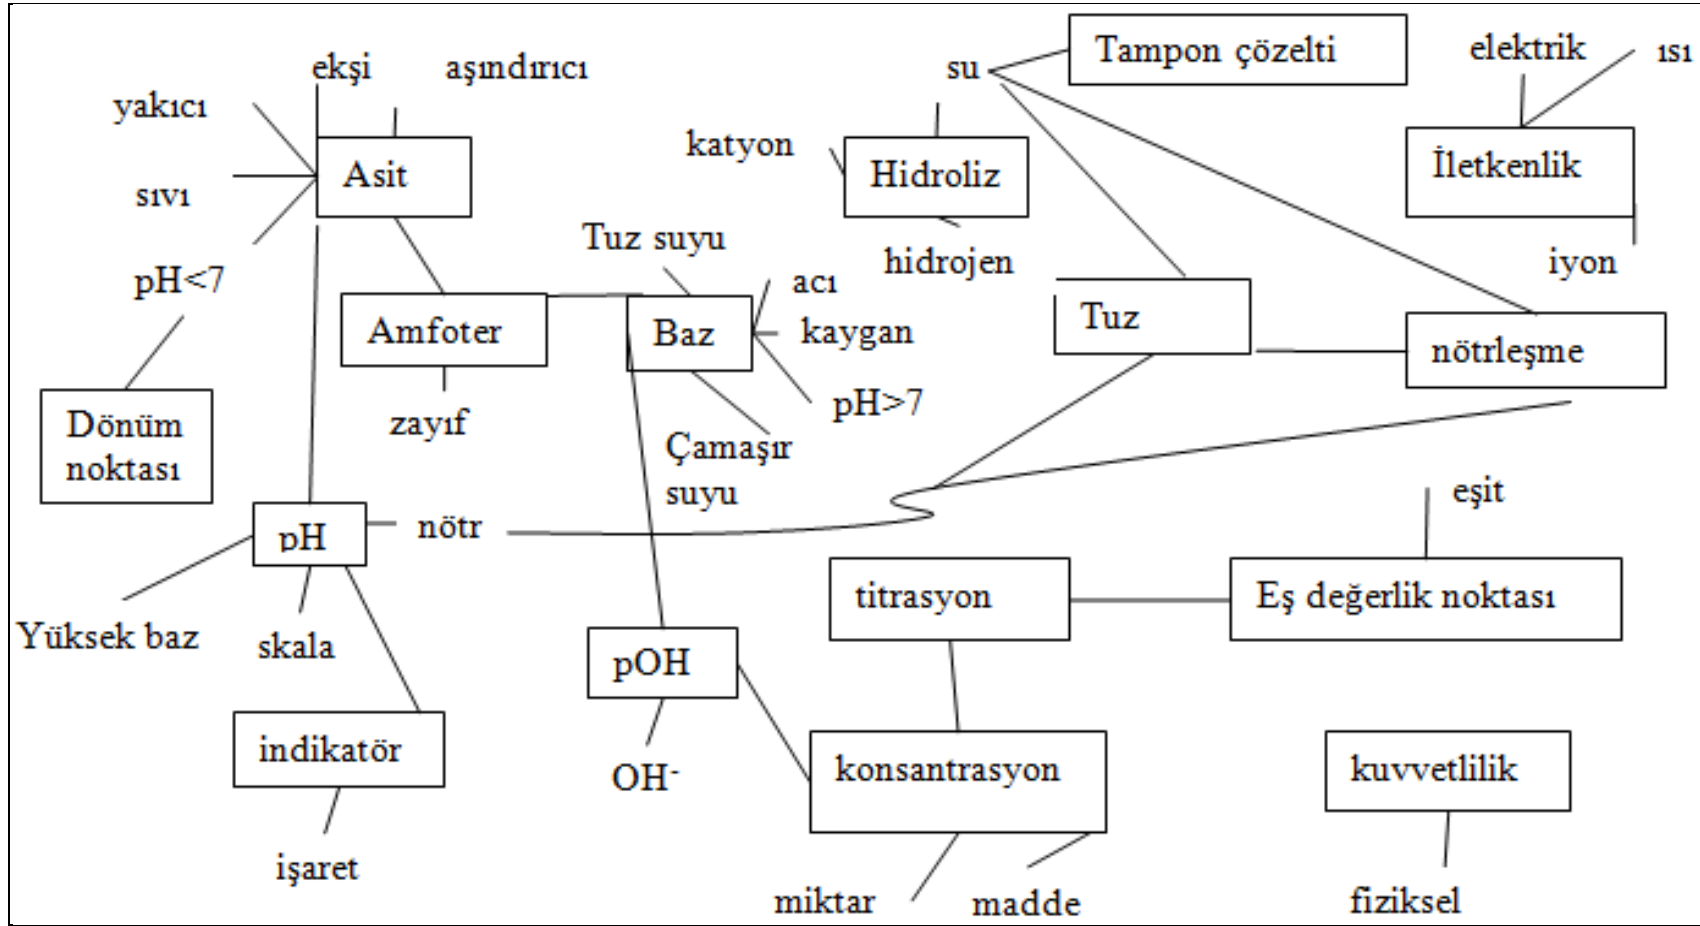 ekşi
aşındırıcı
su
Tampon çözelti
elektrik
ısı
yakıcı
katyon
Asit
Hidroliz
İletkenlik
sıvı
Tuz suyu
hidrojen
iyon
pH<7
acı
Amfoter
Baz
kaygan
Tuz
nötrleşme
Dönüm
noktası
zayıf
pH>7
Çamaşır
suyu
eşit
pH
nötr
titrasyon
Eş değerlik noktası
Yüksek baz
skala
pOH
indikatör
OH-
konsantrasyon
kuvvetlilik
işaret
miktar
madde
fiziksel